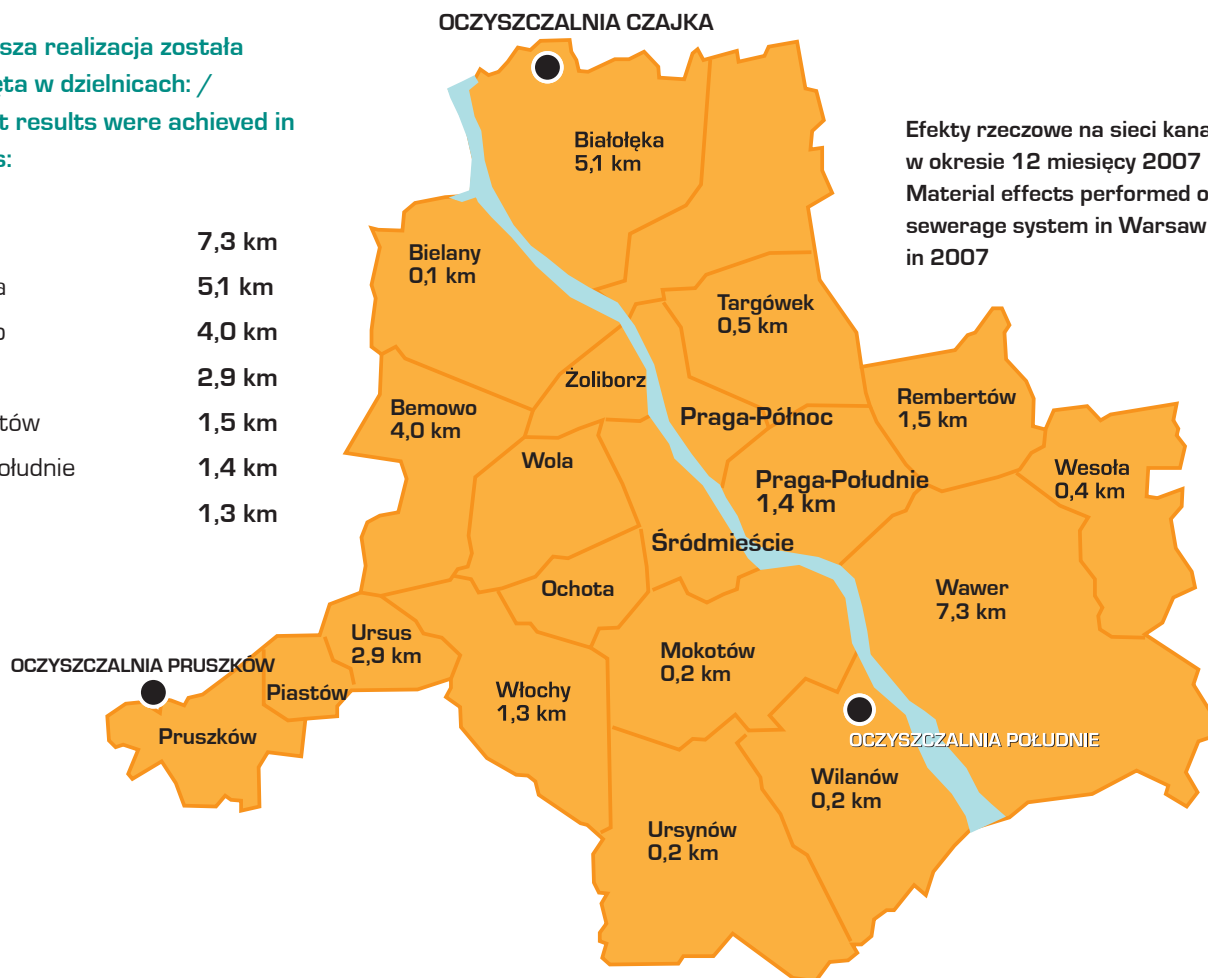 OCZYSZCZALNIA CZAJKA
sza realizacja została
ęta w dzielnicach: /
t results were achieved in
s:
7,3 km
a 5,1 km
o 4,0 km
2,9 km
tów 1,5 km
ołudnie 1,4 km
1,3 km
Efekty rzeczowe na sieci kana
w okresie 12 miesięcy 2007
Material effects performed o
sewerage system in Warsaw
in 2007
Białołęka
5,1 km
Bielany
0,1 km
Targówek
0,5 km
Żoliborz
Bemowo
4,0 km
Praga-Północ
Rembertów
1,5 km
Wola
Praga-Południe
1,4 km
Wesoła
0,4 km
Śródmieście
Ochota
Wawer
7,3 km
Ursus
2,9 km
Mokotów
0,2 km
OCZYSZCZALNIA PRUSZKÓW
Piastów
Włochy
1,3 km
Pruszków
OCZYSZCZALNIA POŁUDNIE
Wilanów
0,2 km
Ursynów
0,2 km